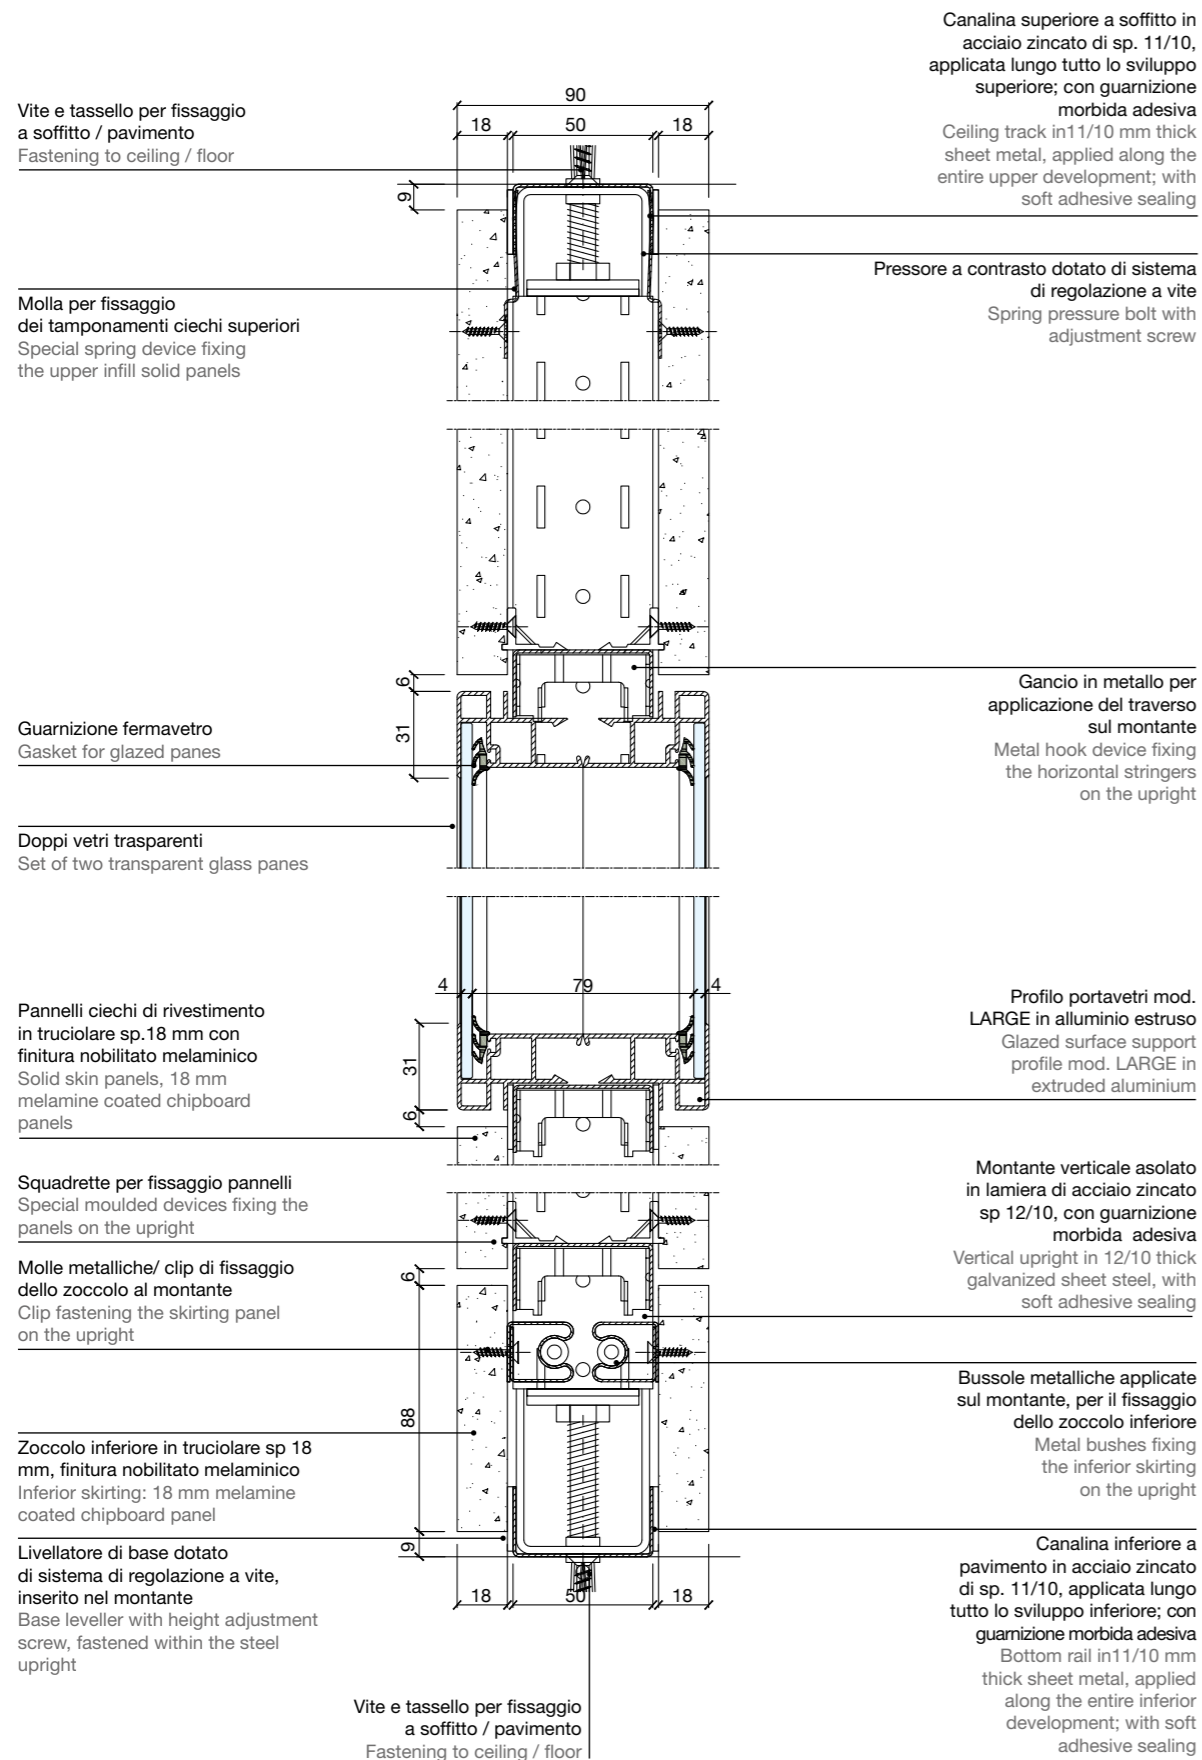 Canalina superiore a soffitto in
acciaio zincato di sp. 11/10,
applicata lungo tutto lo sviluppo
superiore; con guarnizione
morbida adesiva
Ceiling track in11/10 mm thick
sheet metal, applied along the
entire upper development; with
soft adhesive sealing
Vite e tassello per fissaggio
a soffitto / pavimento
Fastening to ceiling / floor
90
18
50
18
9
Pressore a contrasto dotato di sistema
di regolazione a vite
Spring pressure bolt with
adjustment screw
Molla per fissaggio
dei tamponamenti ciechi superiori
Special spring device fixing
the upper infill solid panels
6
31
Gancio in metallo per
applicazione del traverso
sul montante
Metal hook device fixing
the horizontal stringers
on the upright
Guarnizione fermavetro
Gasket for glazed panes
Doppi vetri trasparenti
Set of two transparent glass panes
4
79
4
Pannelli ciechi di rivestimento
in truciolare sp.18 mm con
finitura nobilitato melaminico
Solid skin panels, 18 mm
melamine coated chipboard
panels
Profilo portavetri mod.
LARGE in alluminio estruso
Glazed surface support
profile mod. LARGE in
extruded aluminium
31
6
Squadrette per fissaggio pannelli
Special moulded devices fixing the
panels on the upright
Montante verticale asolato
in lamiera di acciaio zincato
sp 12/10, con guarnizione
morbida adesiva
Vertical upright in 12/10 thick
galvanized sheet steel, with
soft adhesive sealing
Molle metalliche/ clip di fissaggio
dello zoccolo al montante
Clip fastening the skirting panel
on the upright
6
88
Bussole metalliche applicate
sul montante, per il fissaggio
dello zoccolo inferiore
Metal bushes fixing
the inferior skirting
on the upright
Zoccolo inferiore in truciolare sp 18
mm, finitura nobilitato melaminico
Inferior skirting: 18 mm melamine
coated chipboard panel
9
Livellatore di base dotato
di sistema di regolazione a vite,
inserito nel montante
Base leveller with height adjustment
screw, fastened within the steel
upright
18
50
18
Canalina inferiore a
pavimento in acciaio zincato
di sp. 11/10, applicata lungo
tutto lo sviluppo inferiore; con
guarnizione morbida adesiva
Bottom rail in11/10 mm
thick sheet metal, applied
along the entire inferior
development; with soft
adhesive sealing
Vite e tassello per fissaggio
a soffitto / pavimento
Fastening to ceiling / floor